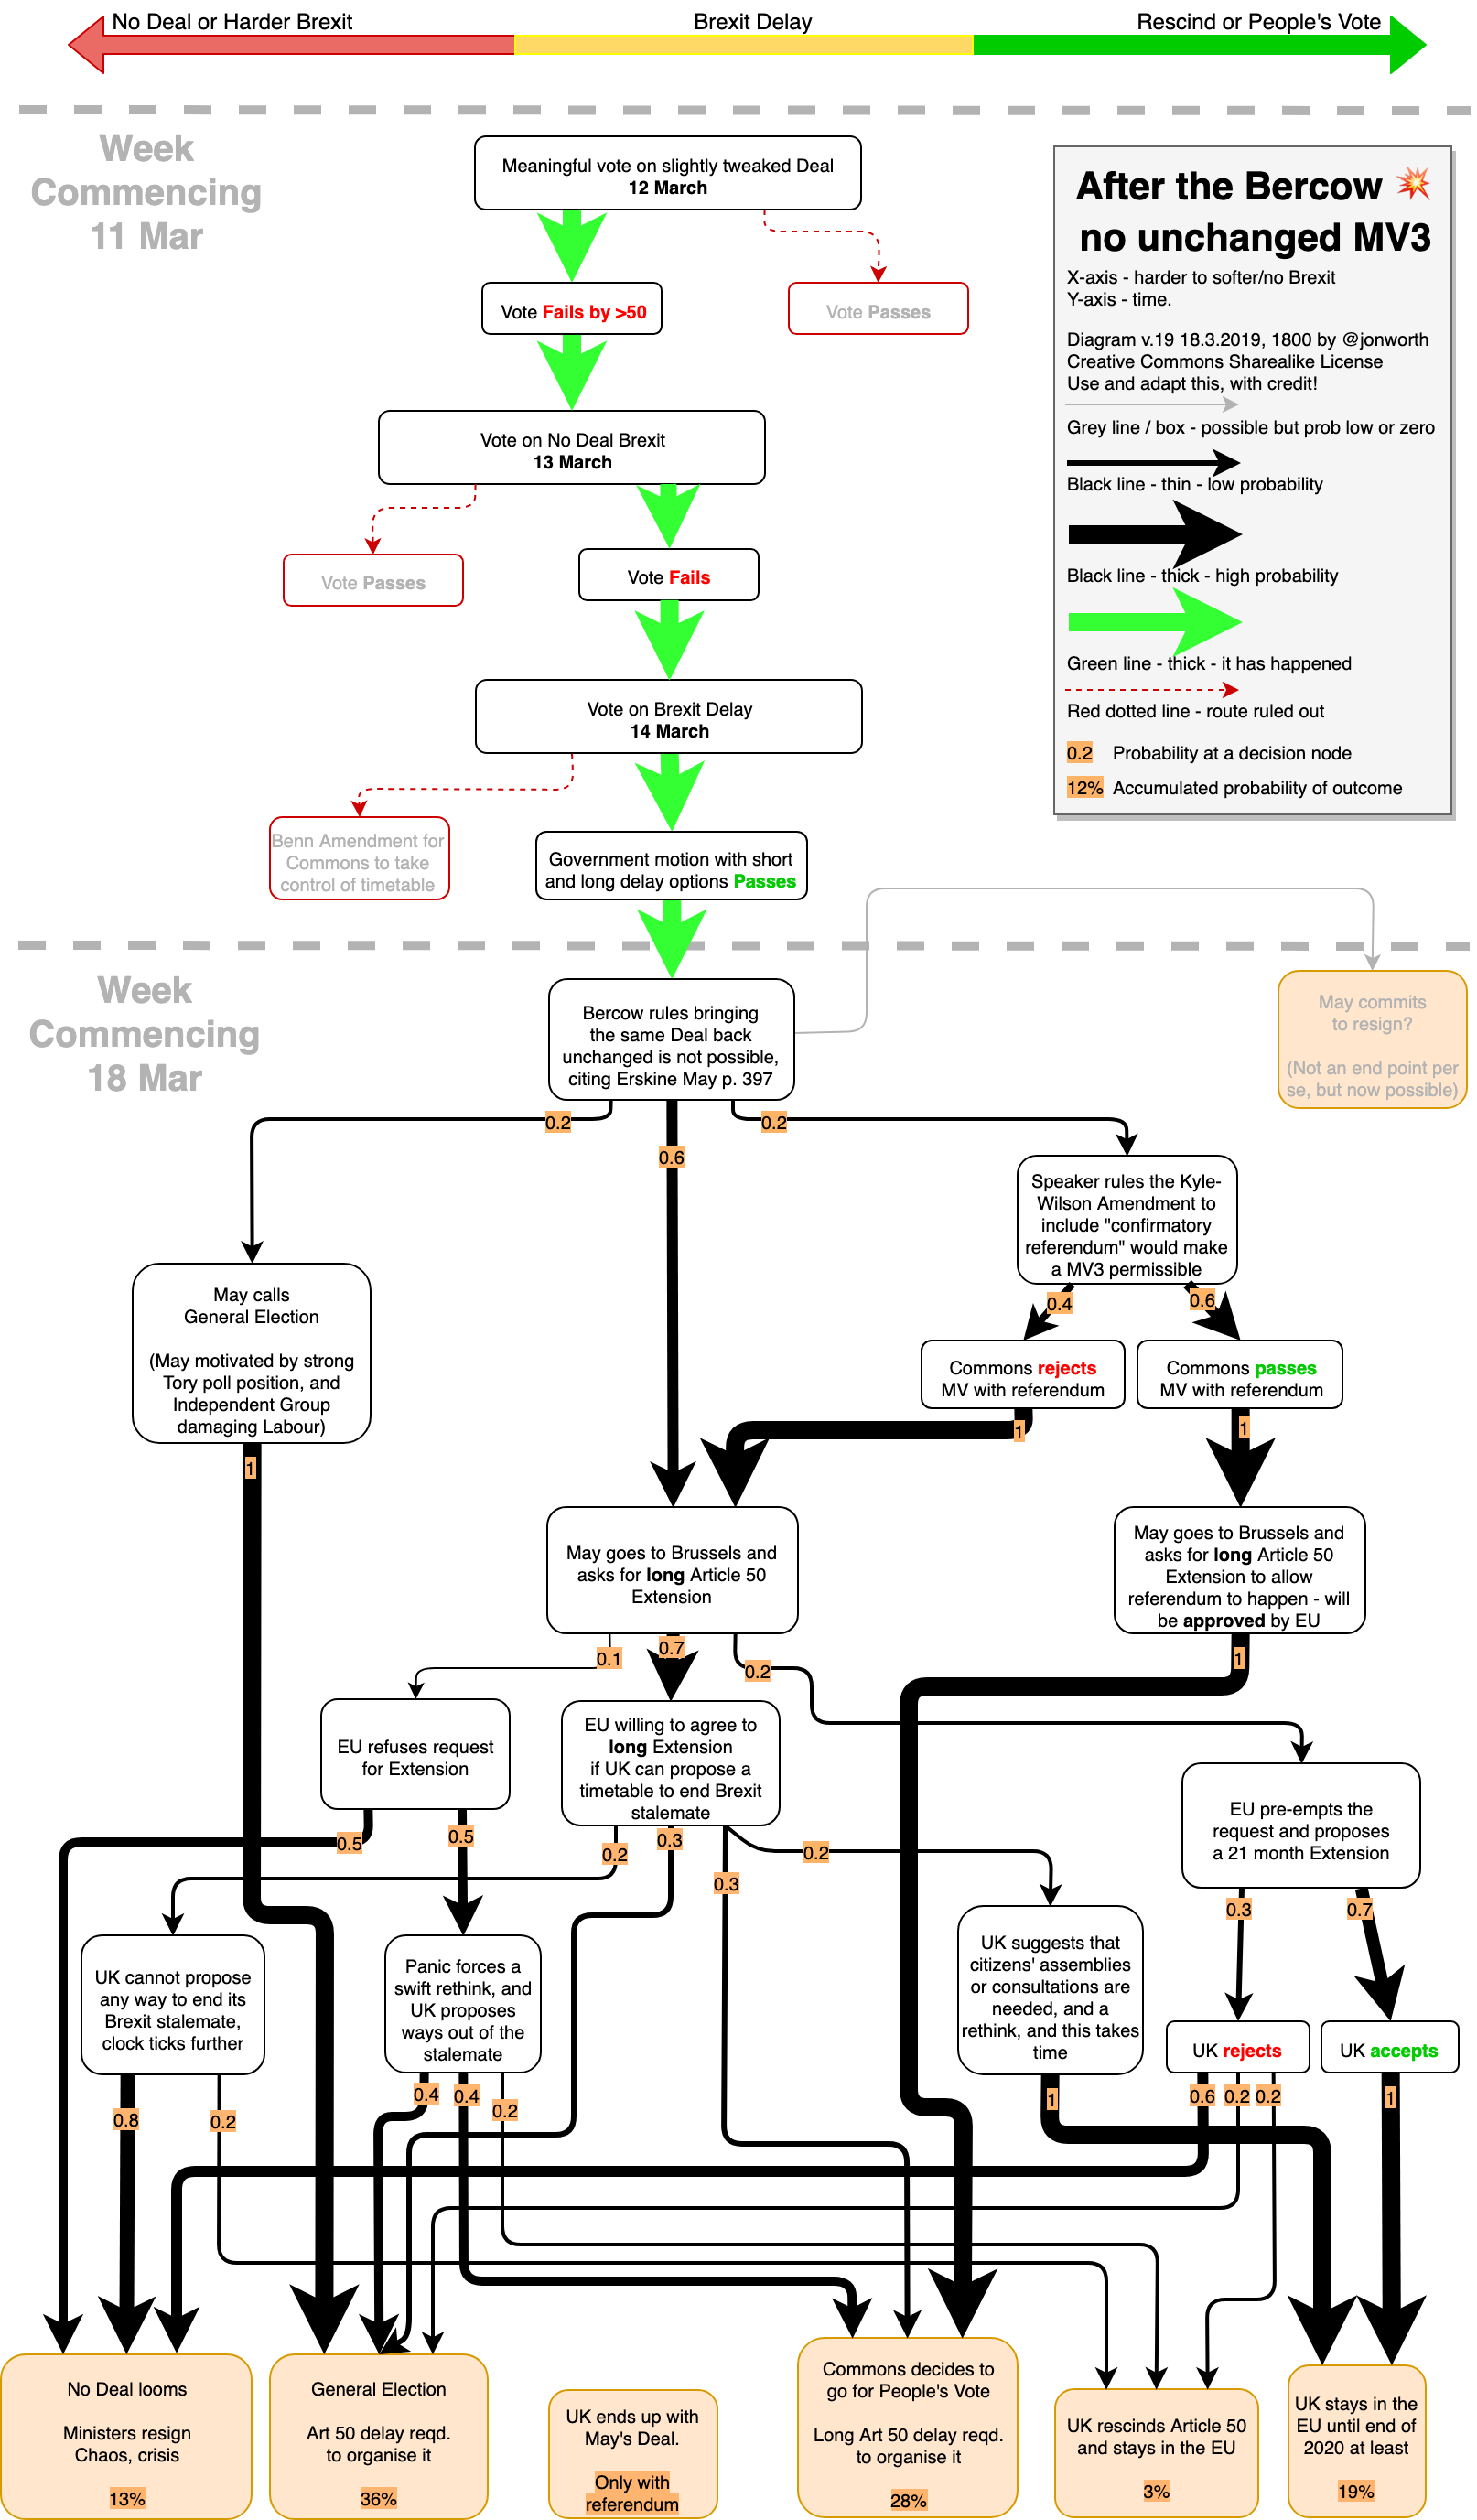 No Deal or Harder Brexit
Brexit Delay
Rescind or People's Vote
Week
Commencing
11 Mar
Meaningful vote on slightly tweaked Deal
12 March
Vote Fails by >50
Vote Passes
Vote on No Deal Brexit
13 March
Vote Passes
Vote Fails
Vote on Brexit Delay
14 March
Benn Amendment for
Commons to take
control of timetable
Government motion with short
and long delay options Passes
After the Bercow 💥
no unchanged MV3
X-axis - harder to softer/no Brexit
Y-axis - time.
Diagram v.19 18.3.2019, 1800 by @jonworth
Creative Commons Sharealike License
Use and adapt this, with credit!
Grey line / box - possible but prob low or zero
Black line - thin - low probability
Black line - thick - high probability
Green line - thick - it has happened
Red dotted line - route ruled out
0.2 Probability at a decision node
12% Accumulated probability of outcome
Week
Commencing
18 Mar
Bercow rules bringing
the same Deal back
unchanged is not possible,
citing Erskine May p. 397
May commits
to resign?
(Not an end point per
se, but now possible)
0.2
0.6
0.2
May calls
General Election
(May motivated by strong
Tory poll position, and
Independent Group
damaging Labour)
Speaker rules the Kyle-
Wilson Amendment to
include "confirmatory
referendum" would make
a MV3 permissible
0.4
0.6
Commons rejects
MV with referendum
Commons passes
MV with referendum
1
1
1
May goes to Brussels and
asks for long Article 50
Extension
May goes to Brussels and
asks for long Article 50
Extension to allow
referendum to happen - will
be approved by EU
0.1
0.7
0.2
1
EU refuses request
for Extension
EU willing to agree to
long Extension
if UK can propose a
timetable to end Brexit
stalemate
EU pre-empts the
request and proposes
a 21 month Extension
0.5
0.5
0.2
0.3
0.3
0.2
0.3
0.7
UK cannot propose
any way to end its
Brexit stalemate,
clock ticks further
Panic forces a
swift rethink, and
UK proposes
ways out of the
stalemate
UK suggests that
citizens' assemblies
or consultations are
needed, and a
rethink, and this takes
time
UK rejects
UK accepts
0.8
0.2
0.4
0.4
0.2
1
0.6
0.2
0.2
1
No Deal looms
Ministers resign
Chaos, crisis
13%
General Election
Art 50 delay reqd.
to organise it
36%
UK ends up with
May's Deal.
Only with
referendum
Commons decides to
go for People's Vote
Long Art 50 delay reqd.
to organise it
28%
UK rescinds Article 50
and stays in the EU
3%
UK stays in the
EU until end of
2020 at least
19%